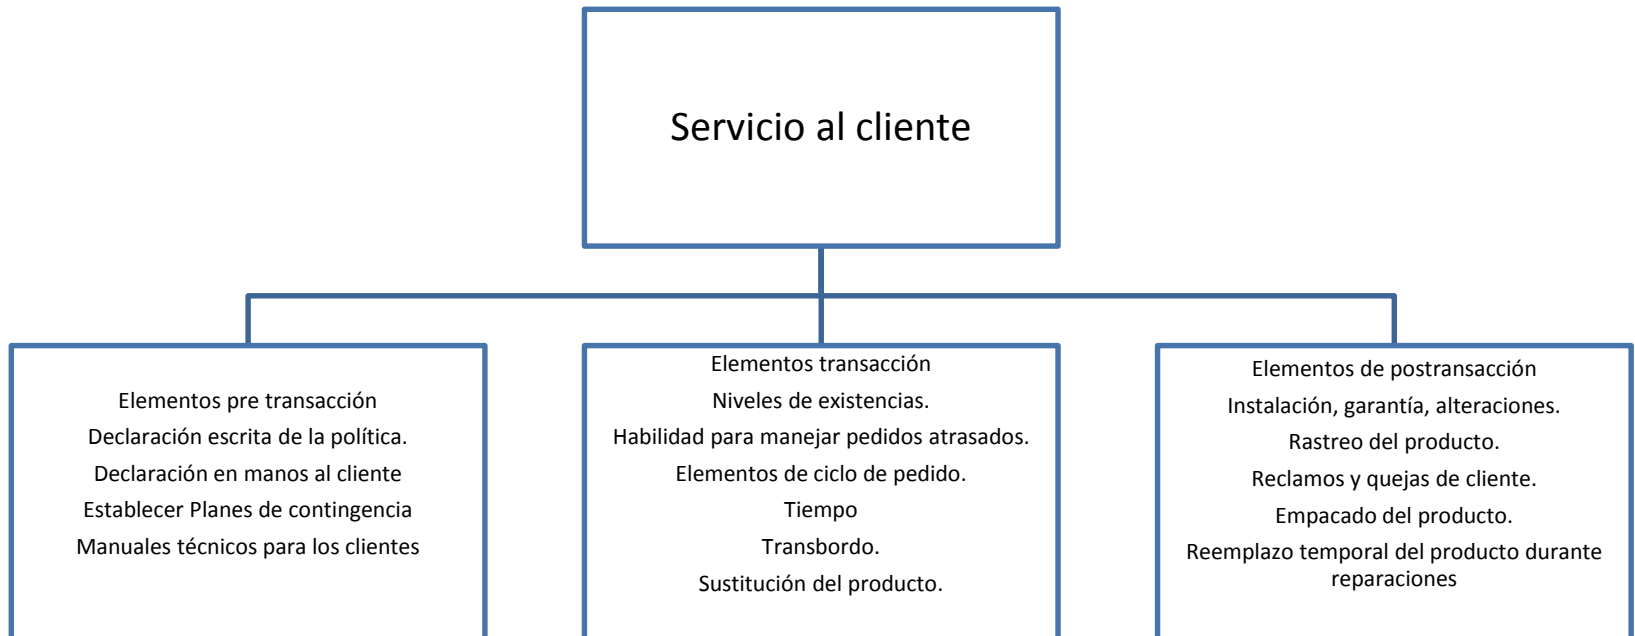 Servicio al cliente
Elementos pre transacción
Declaración escrita de la política.
Declaración en manos al cliente
Establecer Planes de contingencia
Manuales técnicos para los clientes
Elementos transacción
Niveles de existencias.
Habilidad para manejar pedidos atrasados.
Elementos de ciclo de pedido.
Tiempo
Transbordo.
Sustitución del producto.
Elementos de postransacción
Instalación, garantía, alteraciones.
Rastreo del producto.
Reclamos y quejas de cliente.
Empacado del producto.
Reemplazo temporal del producto durante
reparaciones